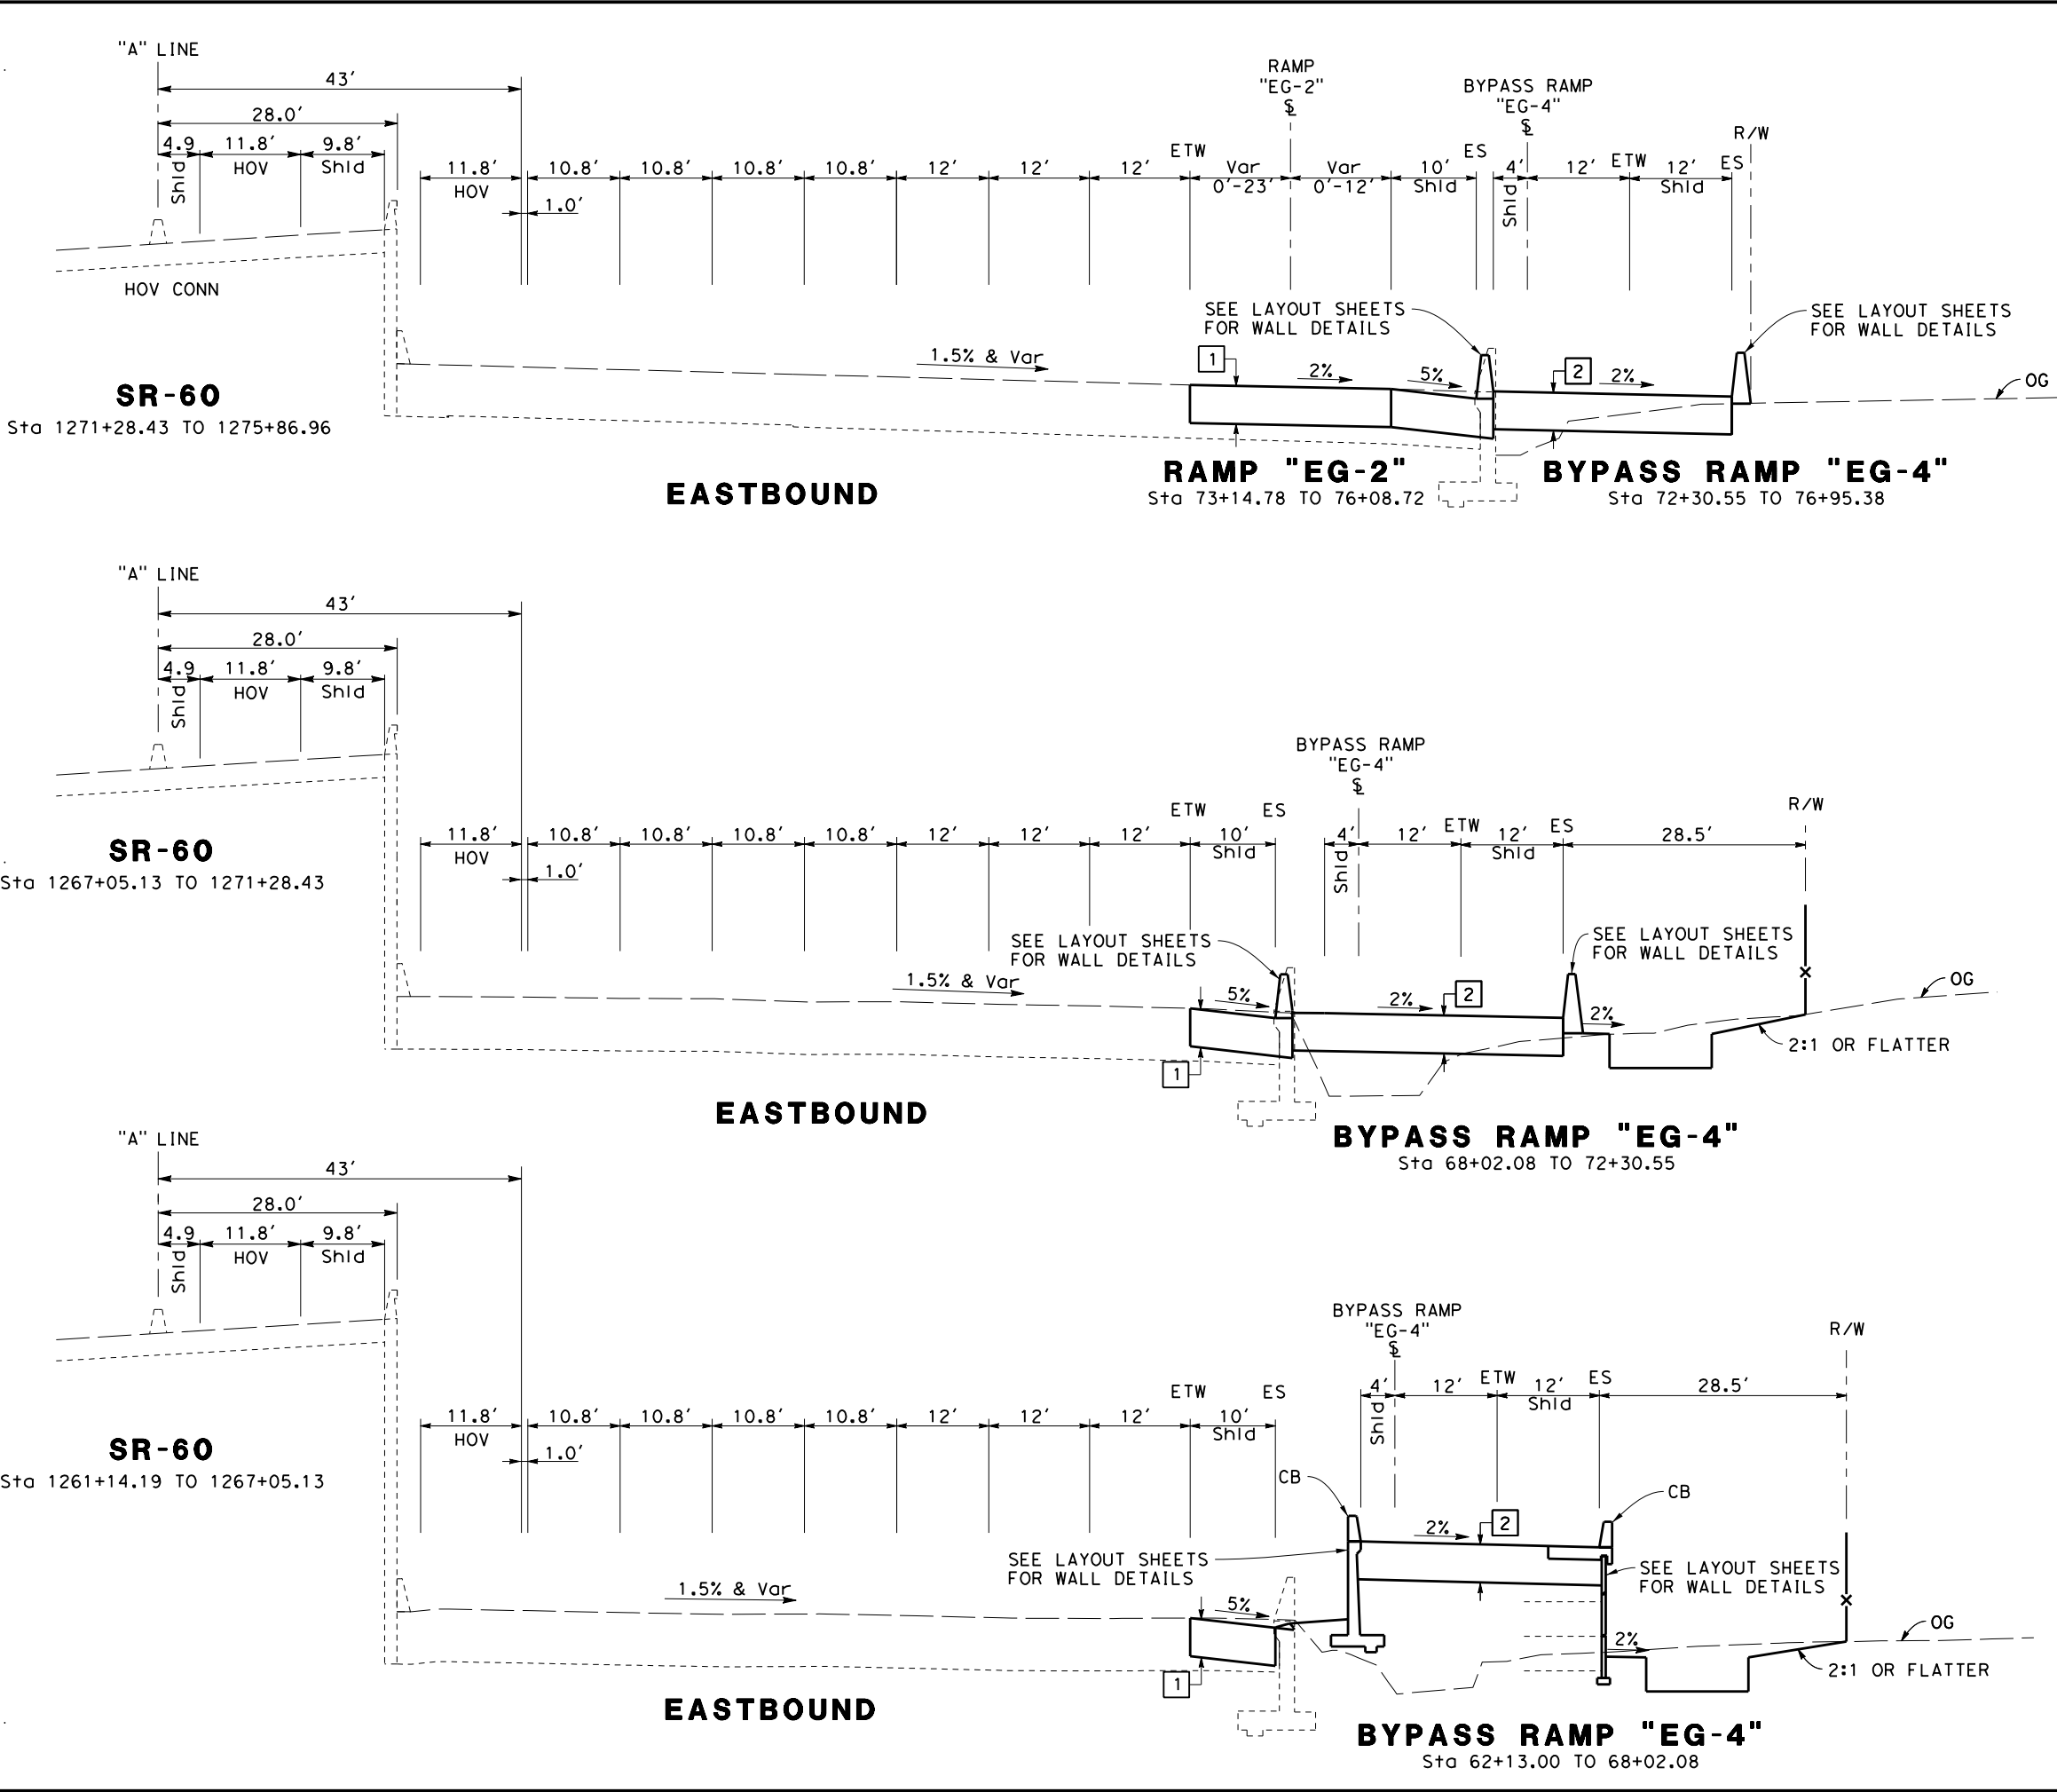 "A" LINE
43'
28.0'
4.9 11.8' 9.8'
Shld HOV Shld
HOV CONN
SR-60
Sta 1271+28.43 TO 1275+86.96
RAMP
"EG-2"
℄
BYPASS RAMP
"EG-4"
℄
R/W
ETW ES ETW ES
11.8' 10.8' 10.8' 10.8' 10.8' 12' 12' 12' Var Var 10' 4' 12' 12'
HOV 0'-23' 0'-12' Shld Shld Shld
1.0'
SEE LAYOUT SHEETS
FOR WALL DETAILS
SEE LAYOUT SHEETS
FOR WALL DETAILS
1.5% & Var
1 2% 5% 2 2%
OG
EASTBOUND
RAMP "EG-2"
Sta 73+14.78 TO 76+08.72
BYPASS RAMP "EG-4"
Sta 72+30.55 TO 76+95.38
"A" LINE
43'
28.0'
4.9 11.8' 9.8'
Shld HOV Shld
SR-60
Sta 1267+05.13 TO 1271+28.43
BYPASS RAMP
"EG-4"
℄
R/W
ETW ES ETW ES
11.8' 10.8' 10.8' 10.8' 10.8' 12' 12' 12' 10' 4' 12' 12' 28.5'
HOV Shld Shld Shld
1.0'
SEE LAYOUT SHEETS
FOR WALL DETAILS
SEE LAYOUT SHEETS
FOR WALL DETAILS
1.5% & Var
5% 2% 2 2%
OG
2:1 OR FLATTER
1
EASTBOUND
BYPASS RAMP "EG-4"
Sta 68+02.08 TO 72+30.55
"A" LINE
43'
28.0'
4.9 11.8' 9.8'
Shld HOV Shld
SR-60
Sta 1261+14.19 TO 1267+05.13
BYPASS RAMP
"EG-4"
℄
R/W
ETW ES ETW ES
11.8' 10.8' 10.8' 10.8' 10.8' 12' 12' 12' 10' 4' 12' 12' 28.5'
HOV Shld Shld Shld
1.0'
CB
CB
2% 2
SEE LAYOUT SHEETS
FOR WALL DETAILS
SEE LAYOUT SHEETS
FOR WALL DETAILS
1.5% & Var
5%
2%
OG
2:1 OR FLATTER
1
EASTBOUND
BYPASS RAMP "EG-4"
Sta 62+13.00 TO 68+02.08